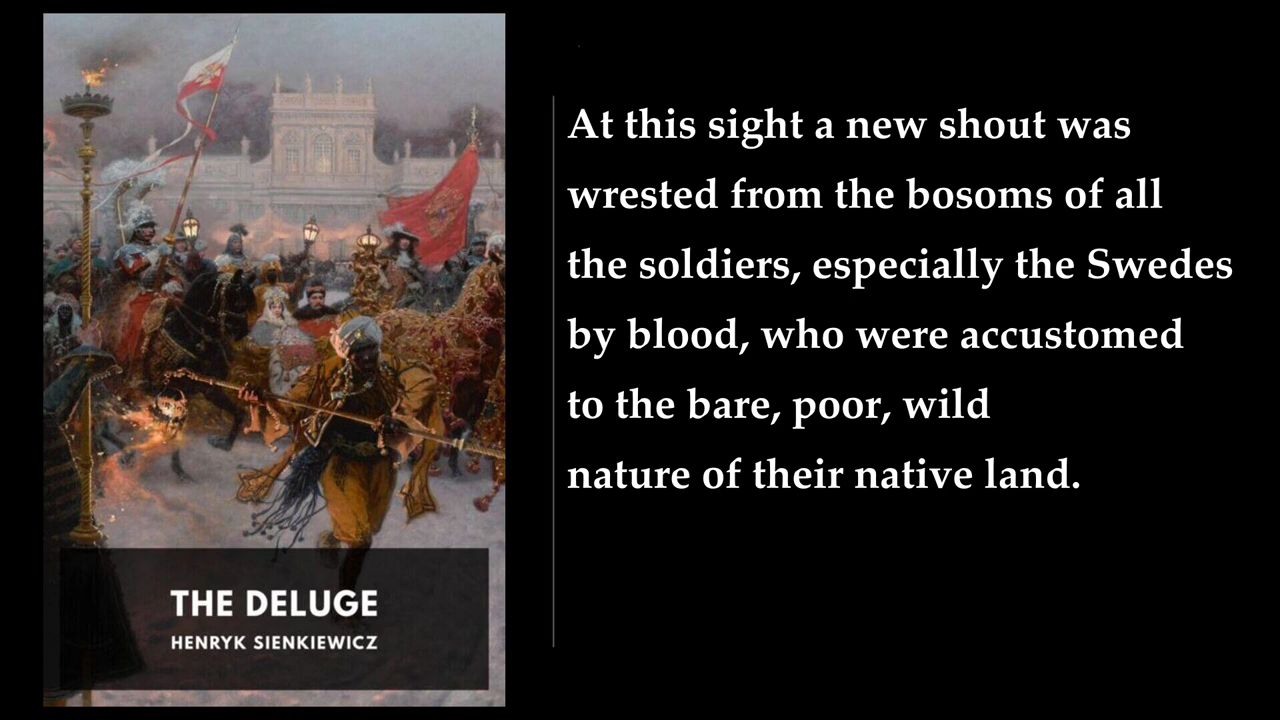 At this sight a new shout was
wrested from the bosoms of all
the soldiers, especially the Swedes
by blood, who were accustomed
to the bare, poor, wild
nature of their native land.
THE DELUGE
HENRYK SIENKIEWICZ